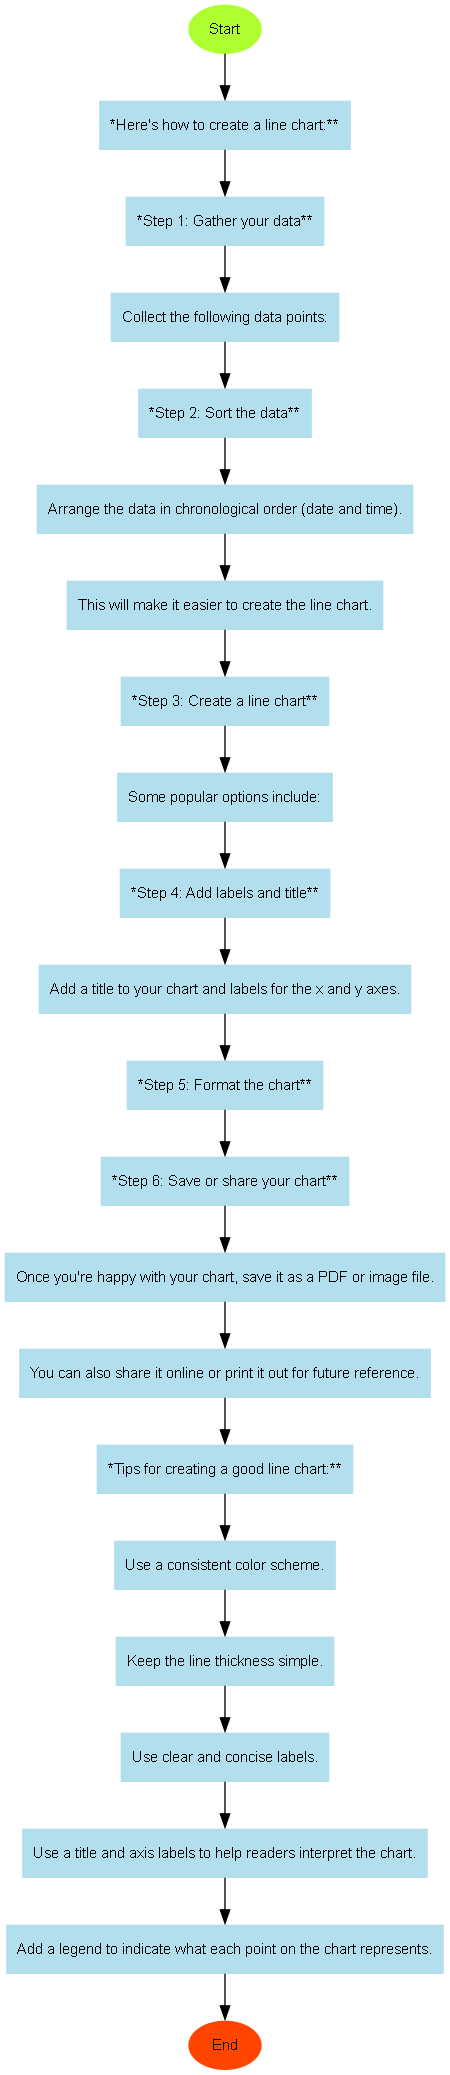 Start
*Here's how to create a line chart:**
*Step 1: Gather your data**
Collect the following data points:
*Step 2: Sort the data**
Arrange the data in chronological order (date and time).
This will make it easier to create the line chart.
*Step 3: Create a line chart**
Some popular options include:
*Step 4: Add labels and title**
Add a title to your chart and labels for the x and y axes.
*Step 5: Format the chart**
*Step 6: Save or share your chart**
Once you're happy with your chart, save it as a PDF or image file.
You can also share it online or print it out for future reference.
*Tips for creating a good line chart:**
Use a consistent color scheme.
Keep the line thickness simple.
Use clear and concise labels.
Use a title and axis labels to help readers interpret the chart.
Add a legend to indicate what each point on the chart represents.
End